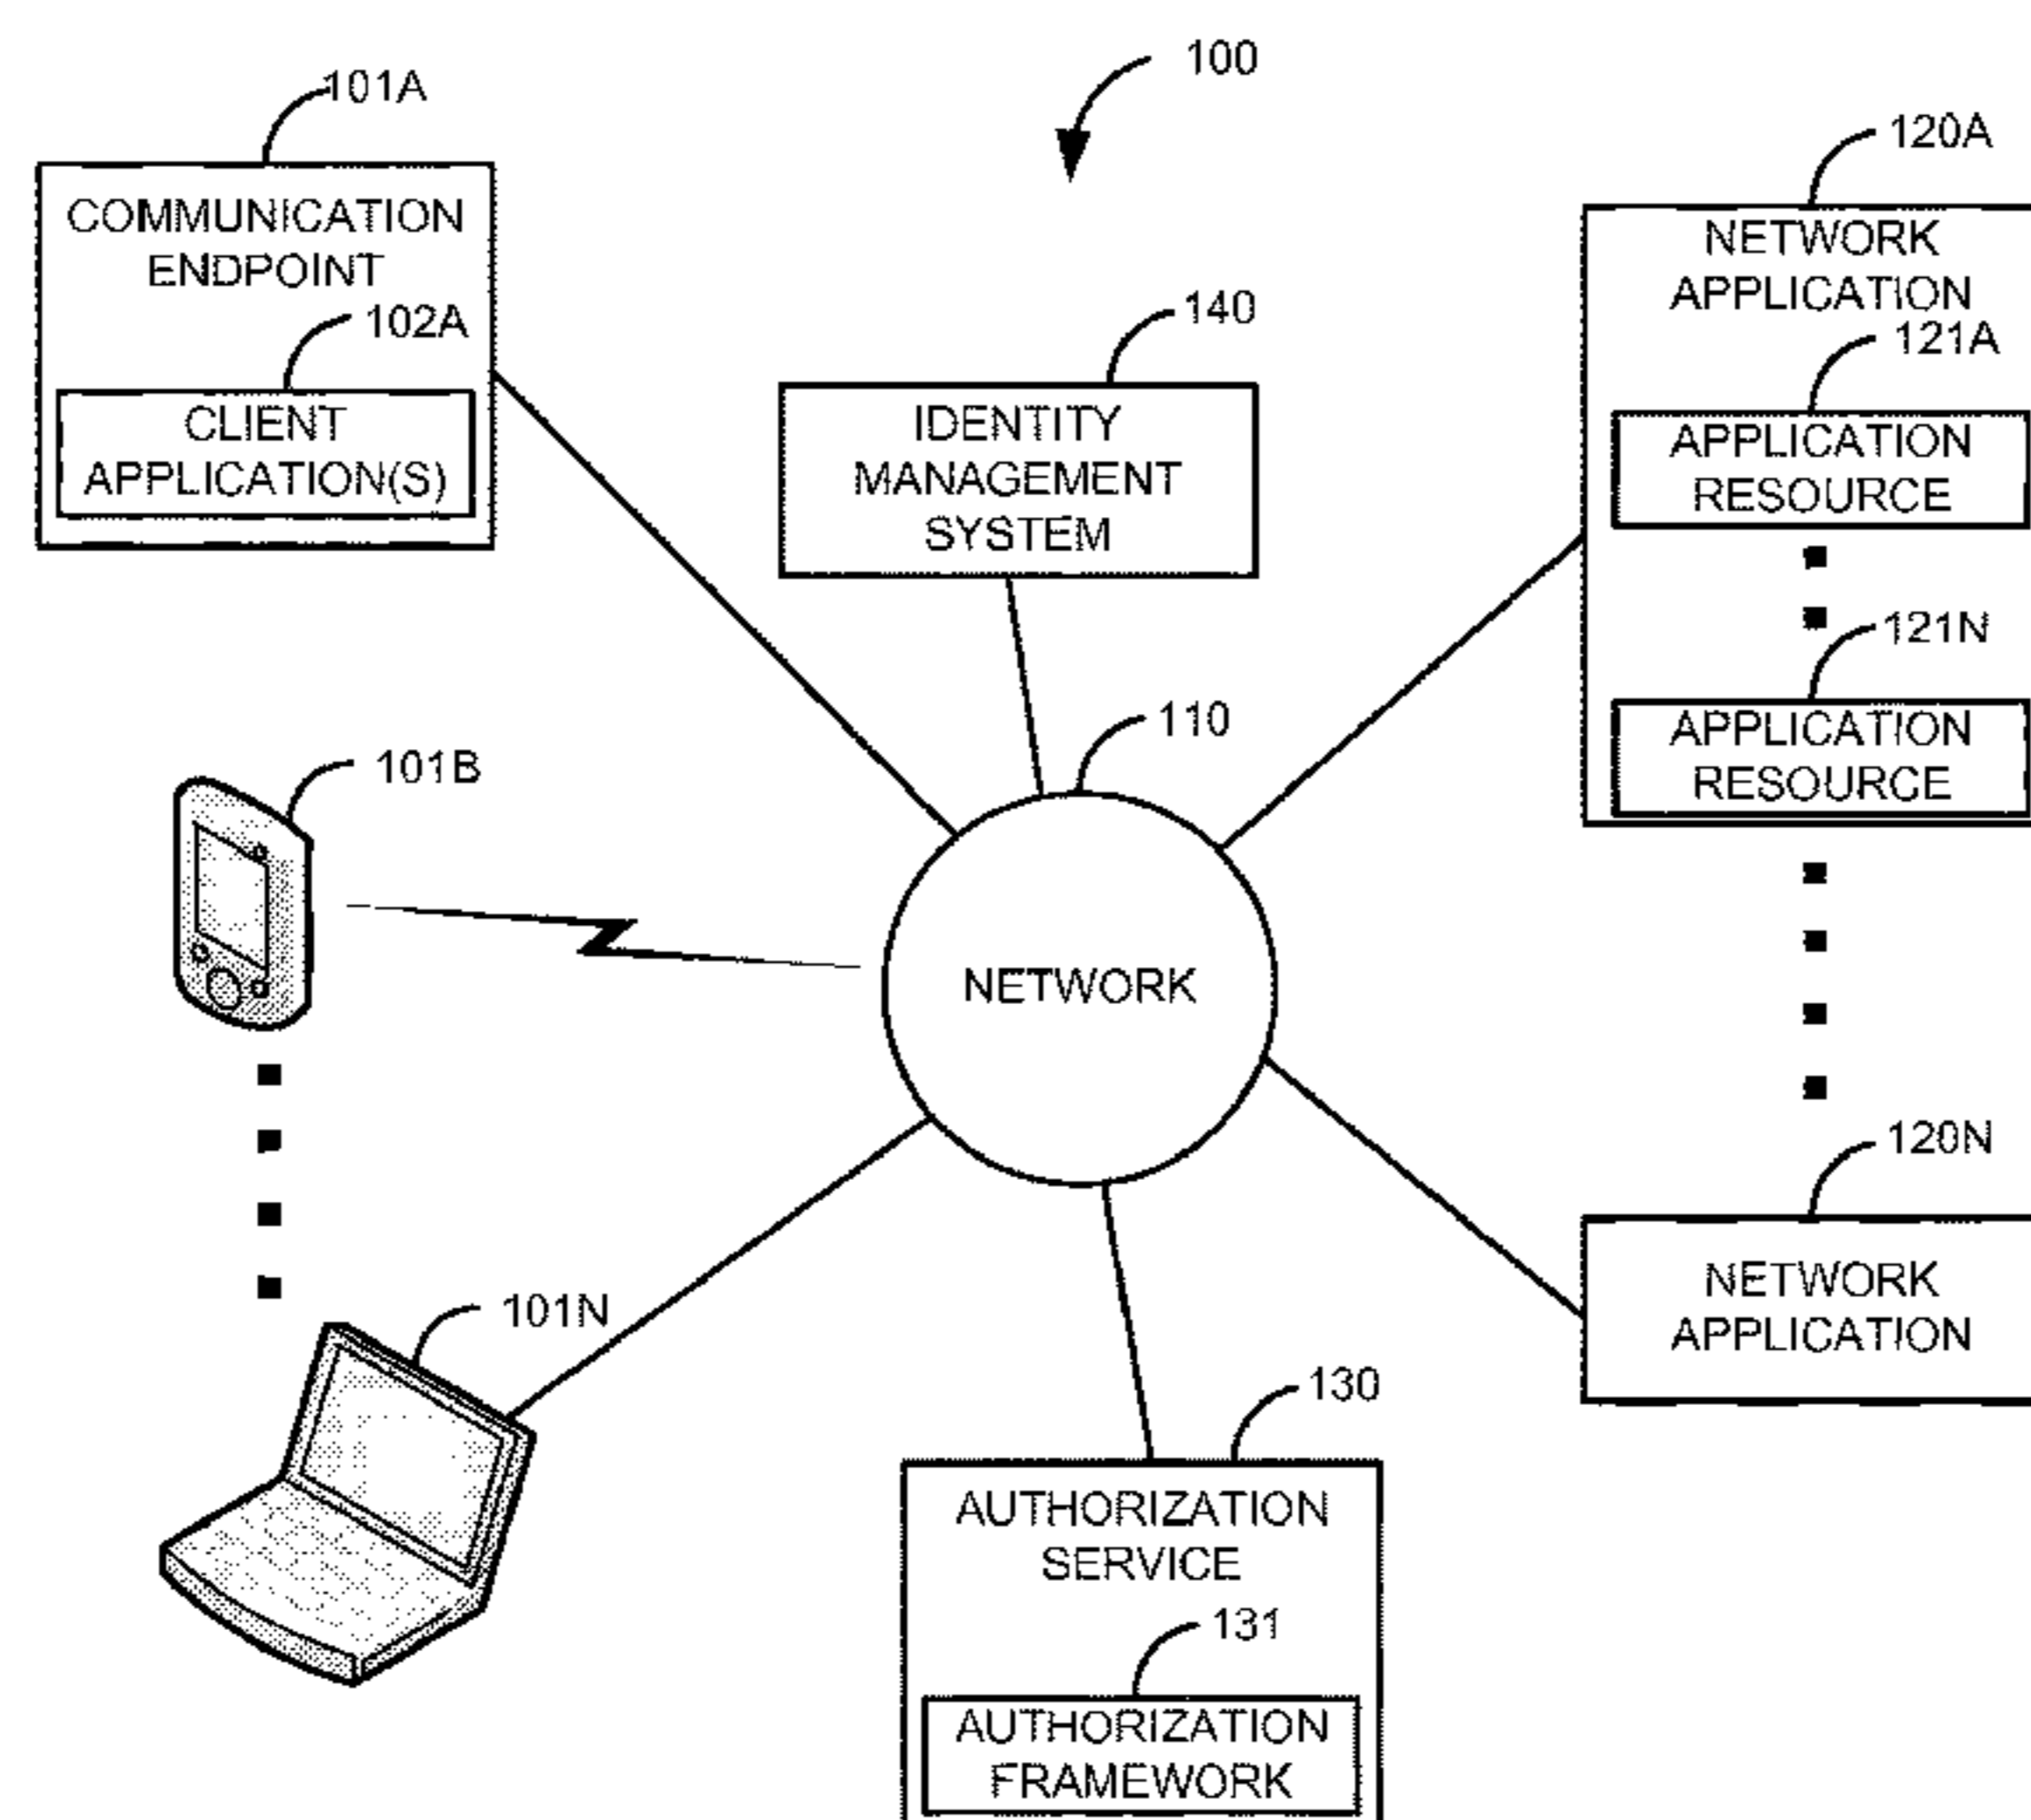 100
101A
COMMUNICATION
ENDPOINT
102A
CLIENT
APPLICATION(S)
140
IDENTITY
MANAGEMENT
SYSTEM
120A
NETWORK
APPLICATION
121A
APPLICATION
RESOURCE
121N
APPLICATION
RESOURCE
101B
110
NETWORK
101N
120N
NETWORK
APPLICATION
130
AUTHORIZATION
SERVICE
131
AUTHORIZATION
FRAMEWORK